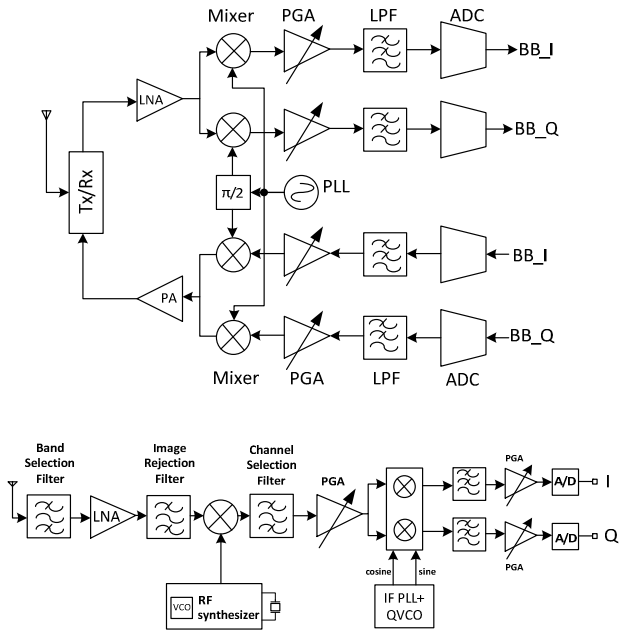 Mixer PGA LPF ADC
BB_I
LNA
BB_Q
Tx/Rx
π/2
PLL
BB_I
PA
BB_Q
Mixer PGA LPF ADC
Band
Selection
Filter
Image
Rejection
Filter
Channel
Selection
Filter
PGA
PGA
A/D
I
LNA
A/D
Q
PGA
cosine
sine
VCO
RF
synthesizer
IF PLL+
QVCO